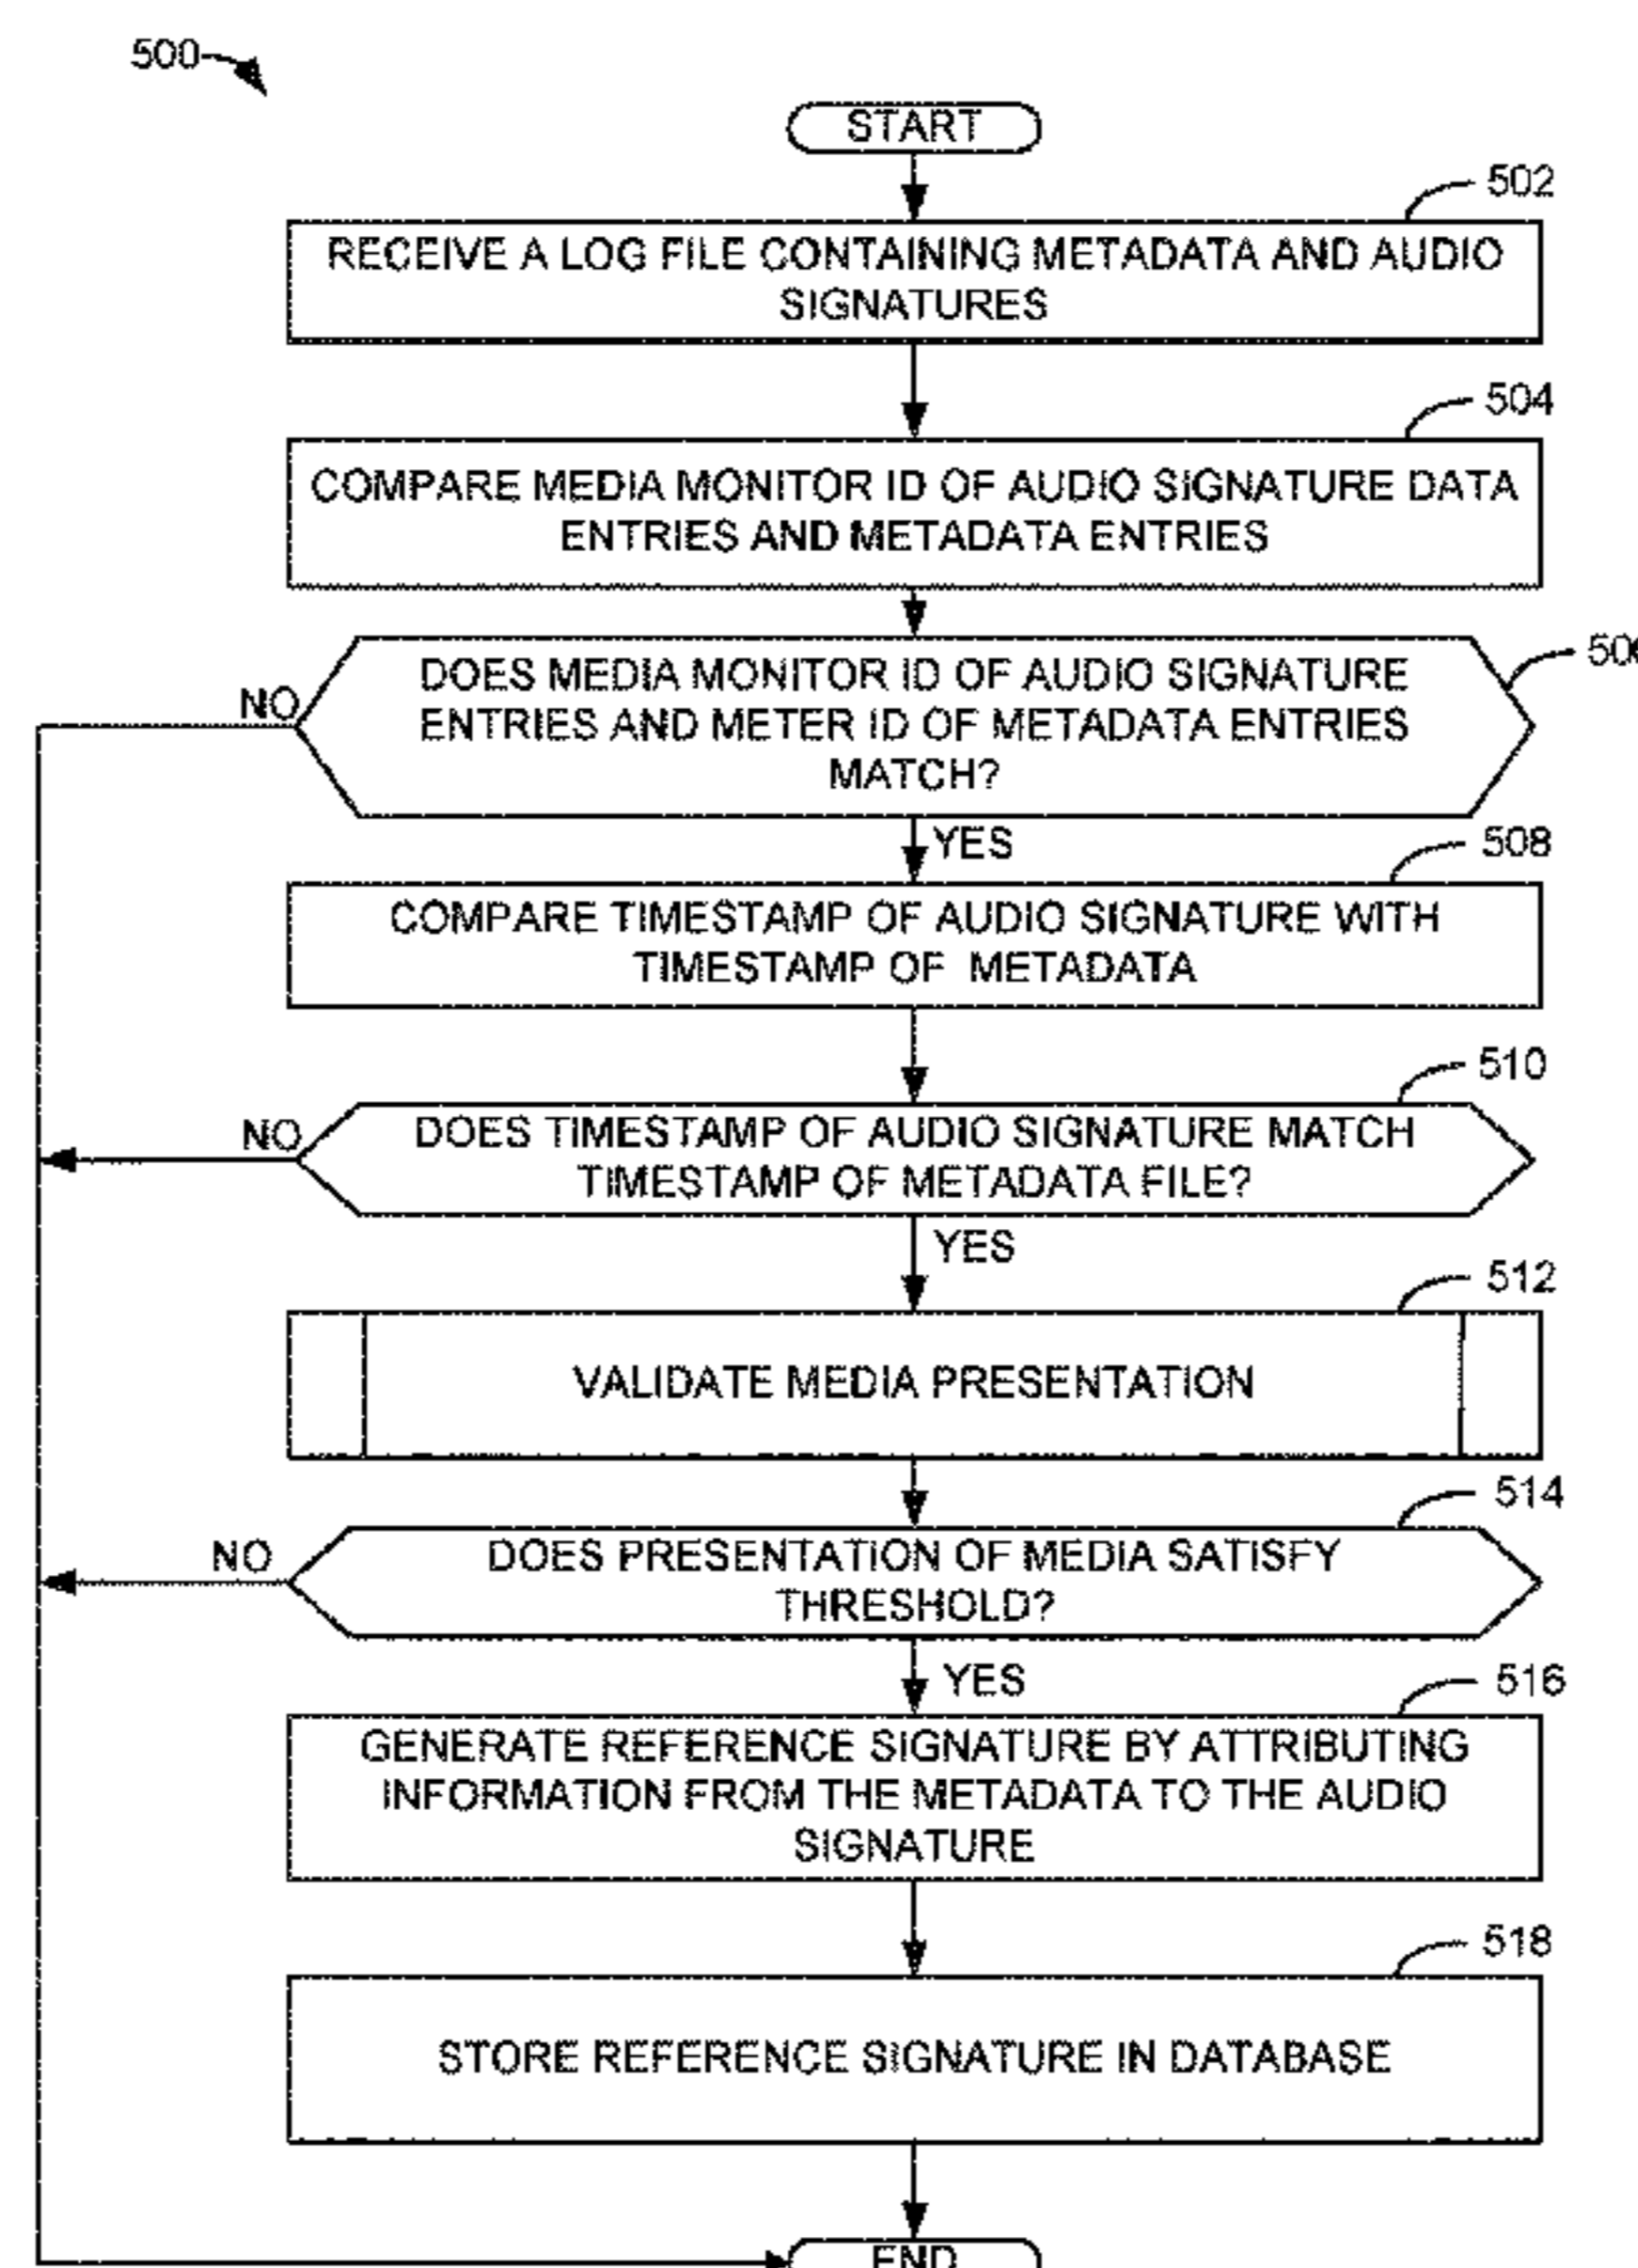 500
START
502
RECEIVE A LOG FILE CONTAINING METADATA AND AUDIO
SIGNATURES
504
COMPARE MEDIA MONITOR ID OF AUDIO SIGNATURE DATA
ENTRIES AND METADATA ENTRIES
DOES MEDIA MONITOR ID OF AUDIO SIGNATURE
ENTRIES AND METER ID OF METADATA ENTRIES
MATCH?
NO
YES
508
COMPARE TIMESTAMP OF AUDIO SIGNATURE WITH
TIMESTAMP OF METADATA
510
NO
DOES TIMESTAMP OF AUDIO SIGNATURE MATCH
TIMESTAMP OF METADATA FILE?
YES
512
VALIDATE MEDIA PRESENTATION
514
NO
DOES PRESENTATION OF MEDIA SATISFY
THRESHOLD?
YES
516
GENERATE REFERENCE SIGNATURE BY ATTRIBUTING
INFORMATION FROM THE METADATA TO THE AUDIO
SIGNATURE
518
STORE REFERENCE SIGNATURE IN DATABASE
END